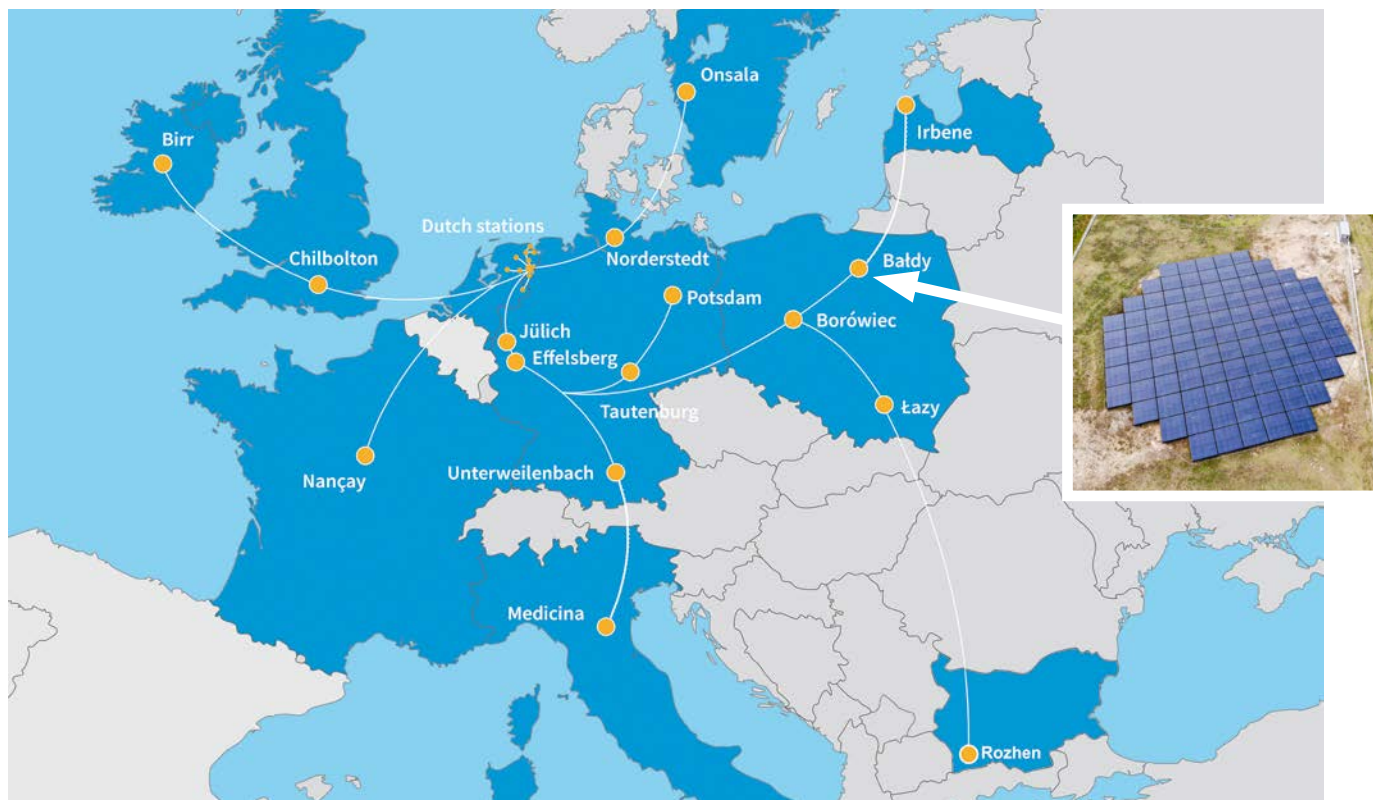 Onsala
Irbene
Birr
Dutch stations
Norderstedt
Chilbolton
Bałdy
Potsdam
Borówiec
Jülich
Effelsberg
Tautenburg
Łazy
Nançay
Unterweilenbach
Medicina
Rozhen